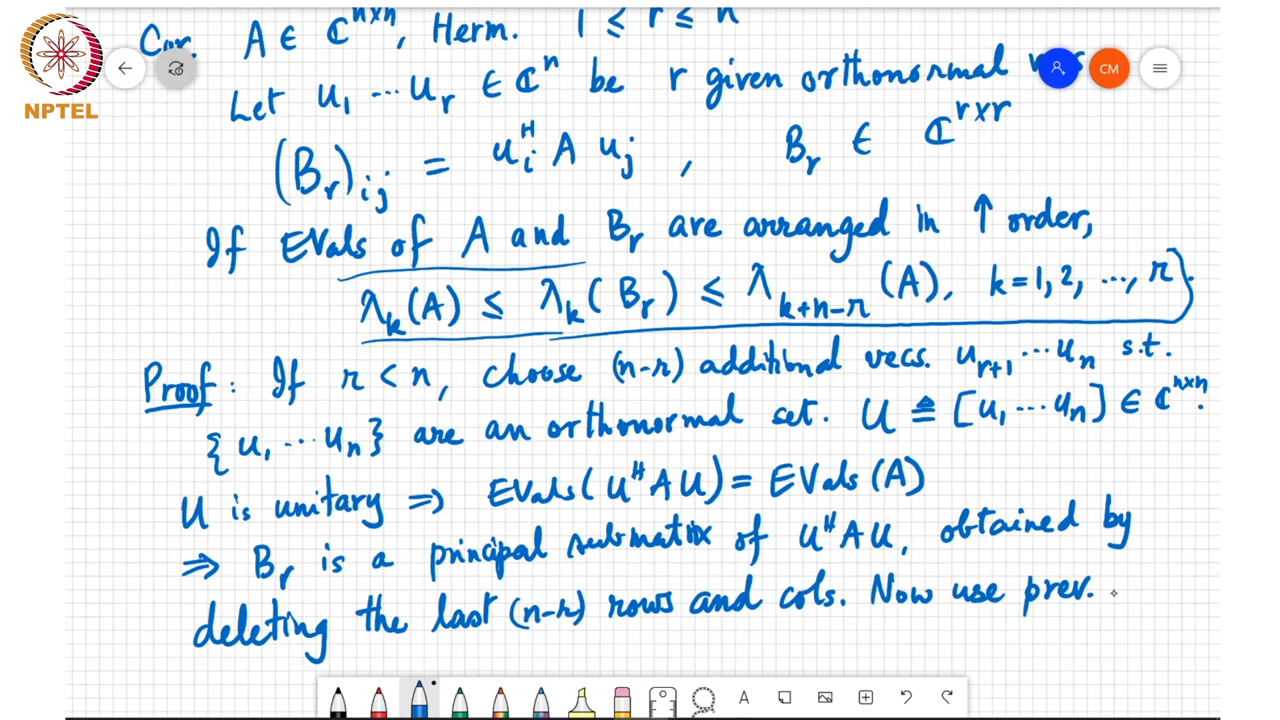 Cor. A ∈ ℂ^{n×n}, Herm. 1 ≤ r ≤ n
Let u_1 ... u_r ∈ ℂ^n be r given orthonormal
(B_r)_{ij} = u_i^H A u_j , B_r ∈ ℂ^{r×r}
If EVals of A and B_r are arranged in ↑ order,
λ_k(A) ≤ λ_k(B_r) ≤ λ_{k+n-r}(A), k=1,2, ..., r.
Proof: If r < n, choose (n-r) additional vecs. u_{r+1} ... u_n s.t.
{u_1 ... u_n} are an orthonormal set. U ≜ [u_1 ... u_n] ∈ ℂ^{n×n}.
U is unitary ⇒ EVals(U^H A U) = EVals(A)
⇒ B_r is a principal submatrix of U^H A U, obtained by
deleting the last (n-r) rows and cols. Now use prev.
NPTEL
CM
A